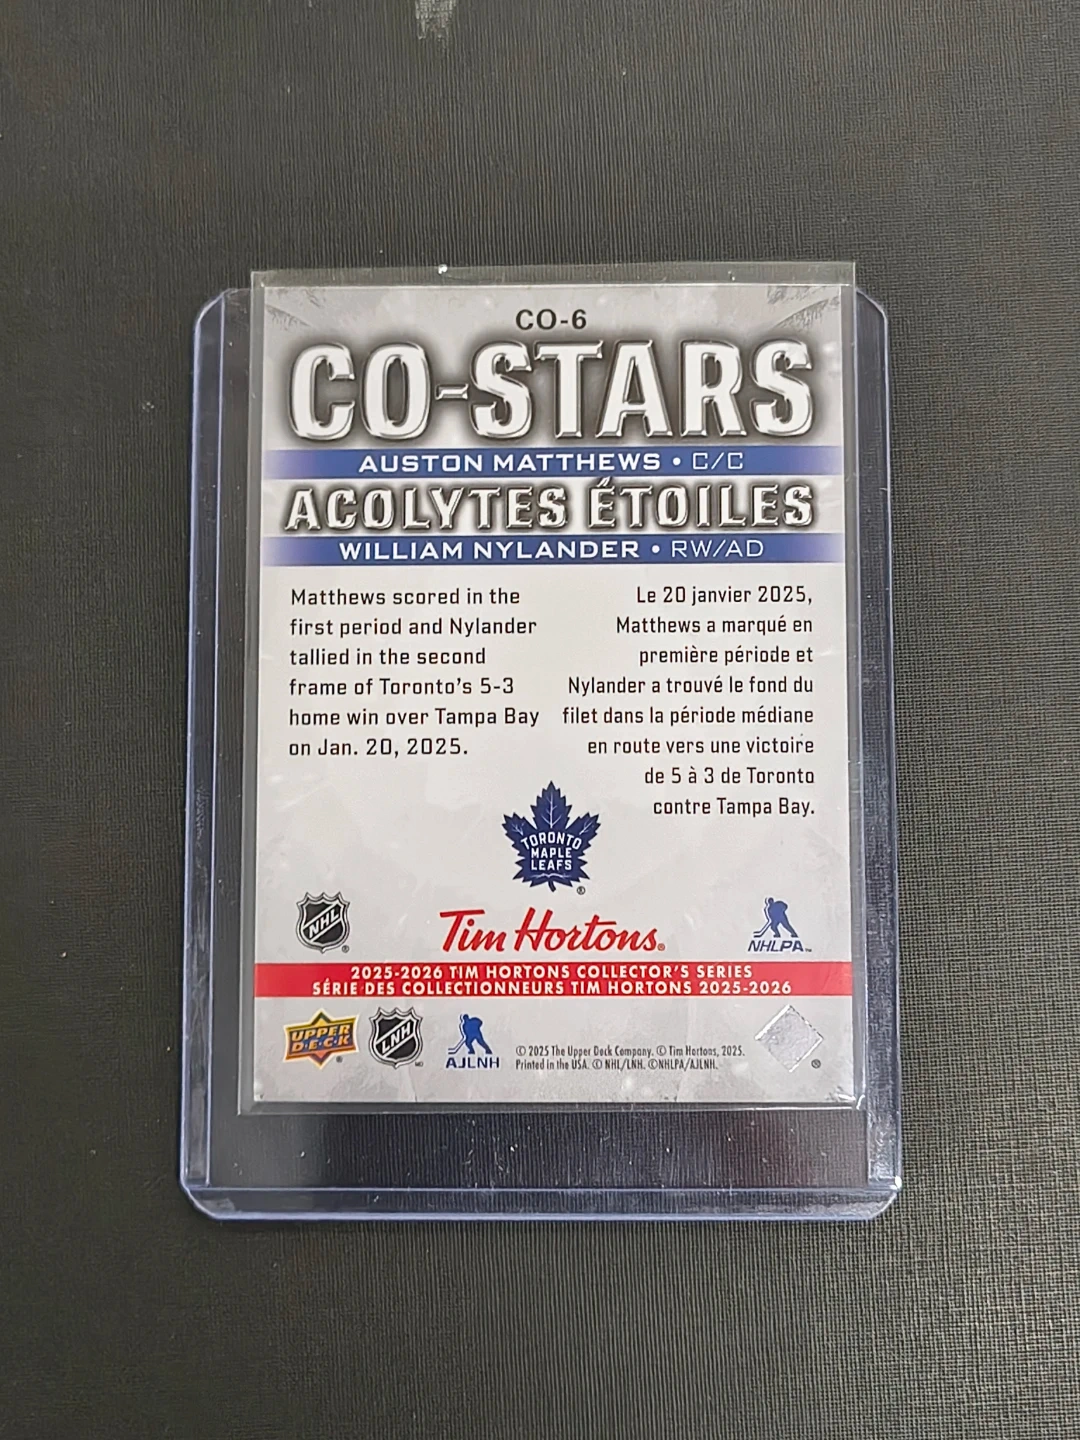 CO-6
CO-STARS
AUSTON MATTHEWS • C/C
ACOLYTES ÉTOILES
WILLIAM NYLANDER • RW/AD
Matthews scored in the
first period and Nylander
tallied in the second
frame of Toronto's 5-3
home win over Tampa Bay
on Jan. 20, 2025.
Le 20 janvier 2025,
Matthews a marqué en
première période et
Nylander a trouvé le fond du
filet dans la période médiane
en route vers une victoire
de 5 à 3 de Toronto
contre Tampa Bay.
TORONTO
MAPLE
LEAFS
®
NHL
®
Tim Hortons®
NHLPA™
2025-2026 TIM HORTONS COLLECTOR'S SERIES
SÉRIE DES COLLECTIONNEURS TIM HORTONS 2025-2026
UPPER
D·E·C·K
®
LNH
MD
AJLNH
© 2025 The Upper Deck Company. © Tim Hortons, 2025.
Printed in the USA. © NHL/LNH. ©NHLPA/AJLNH.
®